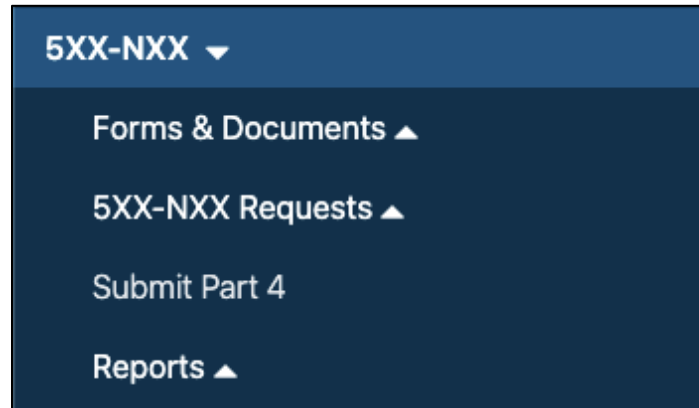 5XX-NXX
Forms & Documents
5XX-NXX Requests
Submit Part 4
Reports